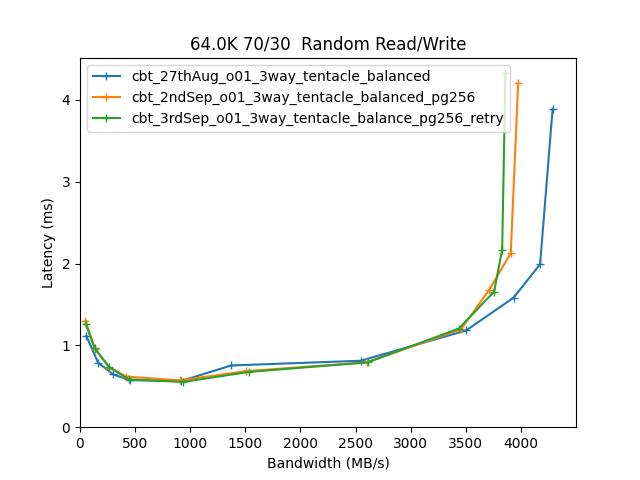 64.0K 70/30  Random Read/Write
cbt_27thAug_o01_3way_tentacle_balanced
cbt_2ndSep_o01_3way_tentacle_balanced_pg256
cbt_3rdSep_o01_3way_tentacle_balance_pg256_retry
Latency (ms)
4
3
2
1
0
0 500 1000 1500 2000 2500 3000 3500 4000
Bandwidth (MB/s)